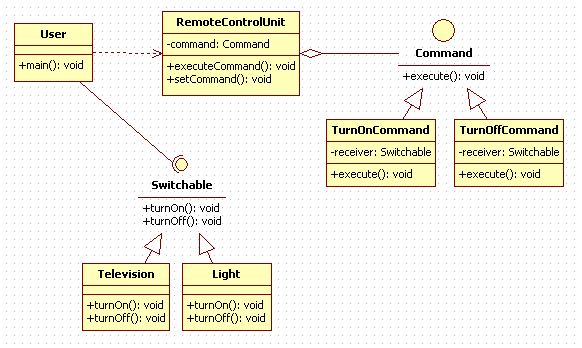 User
+main(): void
RemoteControlUnit
-command: Command
+executeCommand(): void
+setCommand(): void
Command
+execute(): void
TurnOnCommand
-receiver: Switchable
+execute(): void
TurnOffCommand
-receiver: Switchable
+execute(): void
Switchable
+turnOn(): void
+turnOff(): void
Television
+turnOn(): void
+turnOff(): void
Light
+turnOn(): void
+turnOff(): void